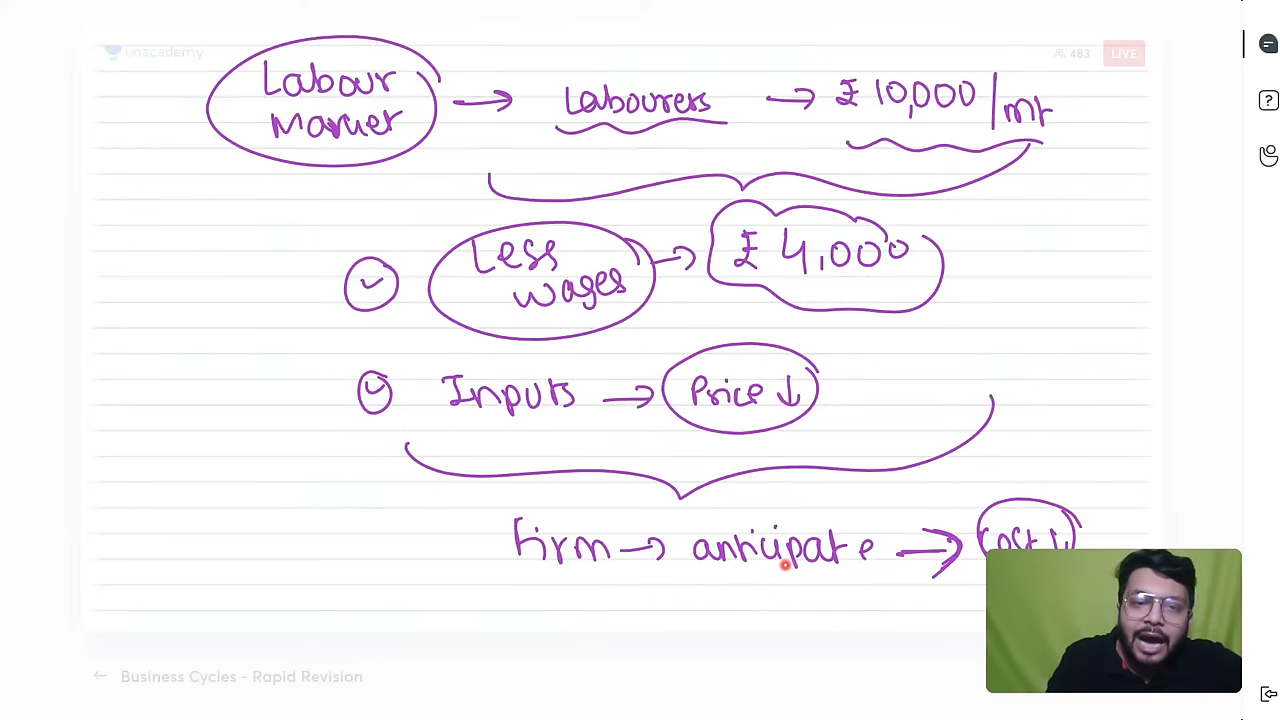 unacademy
483 LIVE
Labour Market → Labourers → ₤ 10,000/mt
Less wages → ₤ 4,000
Inputs → Price ↓
Firm → anticipate → Cost ↓
← Business Cycles - Rapid Revision